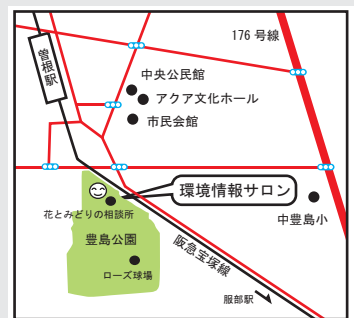 176 号線
曽根駅
中央公民館
アクア文化ホール
市民会館
環境情報サロン
花とみどりの相談所
中豊島小
豊島公園
阪急宝塚線
ローズ球場
服部駅